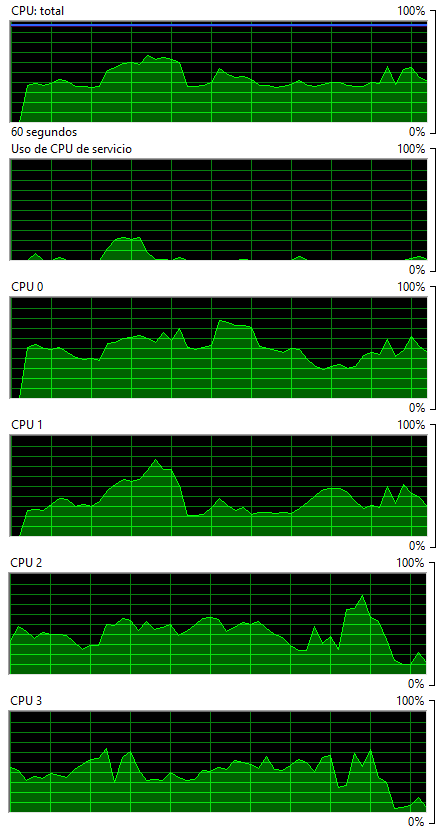 CPU: total 100%
60 segundos 0%
Uso de CPU de servicio 100%
0%
CPU 0 100%
0%
CPU 1 100%
0%
CPU 2 100%
0%
CPU 3 100%
0%